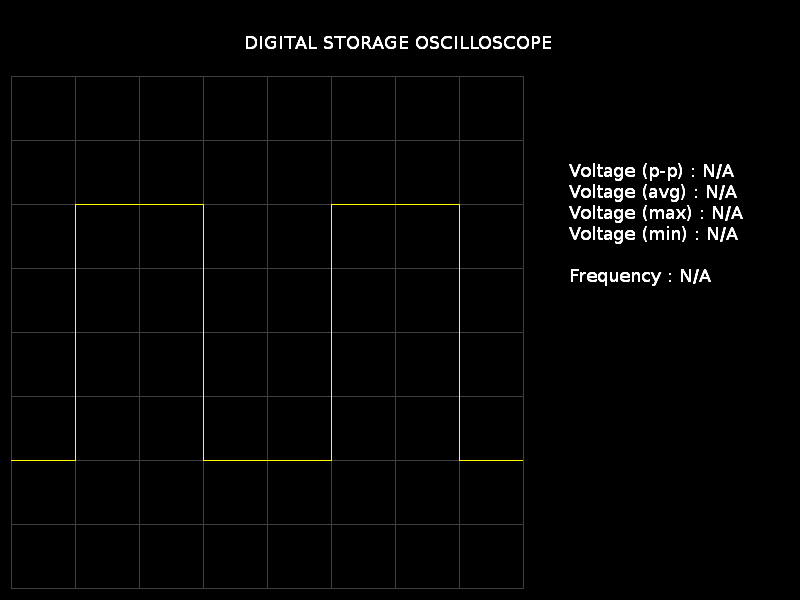 DIGITAL STORAGE OSCILLOSCOPE
Voltage (p-p) : N/A
Voltage (avg) : N/A
Voltage (max) : N/A
Voltage (min) : N/A
Frequency : N/A